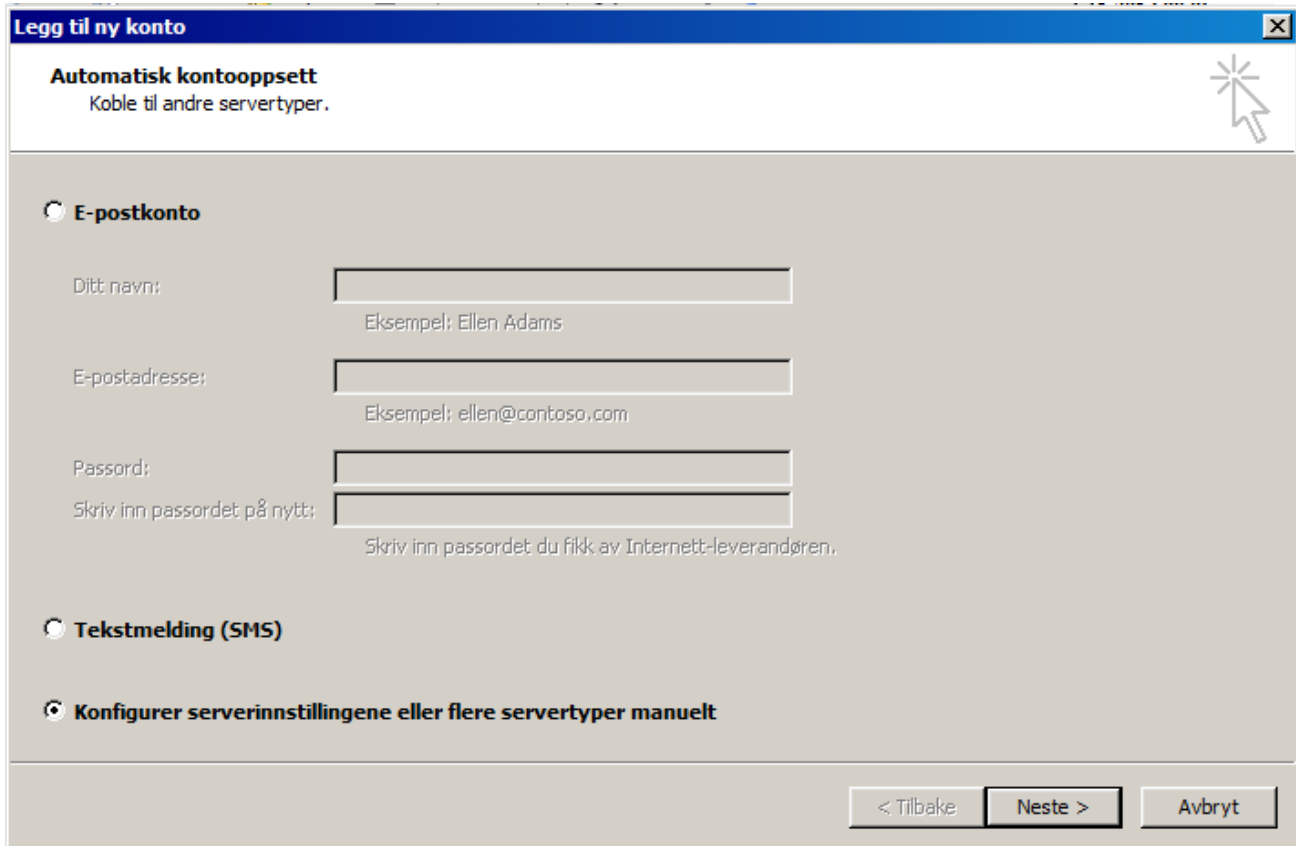 Legg til ny konto
Automatisk kontooppsett
Koble til andre servertyper.
E-postkonto
Ditt navn:
Eksempel: Ellen Adams
E-postadresse:
Eksempel: ellen@contoso.com
Passord:
Skriv inn passordet på nytt:
Skriv inn passordet du fikk av Internett-leverandøren.
Tekstmelding (SMS)
Konfigurer serverinnstillingene eller flere servertyper manuelt
< Tilbake Neste > Avbryt